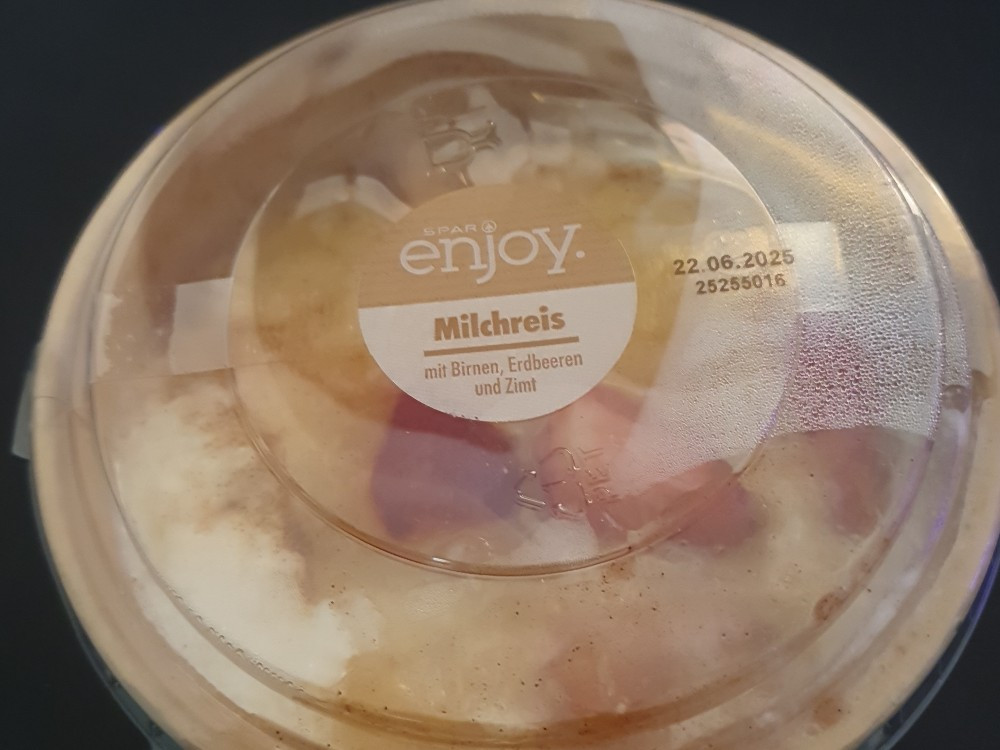 SPAR
enjoy.
Milchreis
mit Birnen, Erdbeeren
und Zimt
22.06.2025
25255016